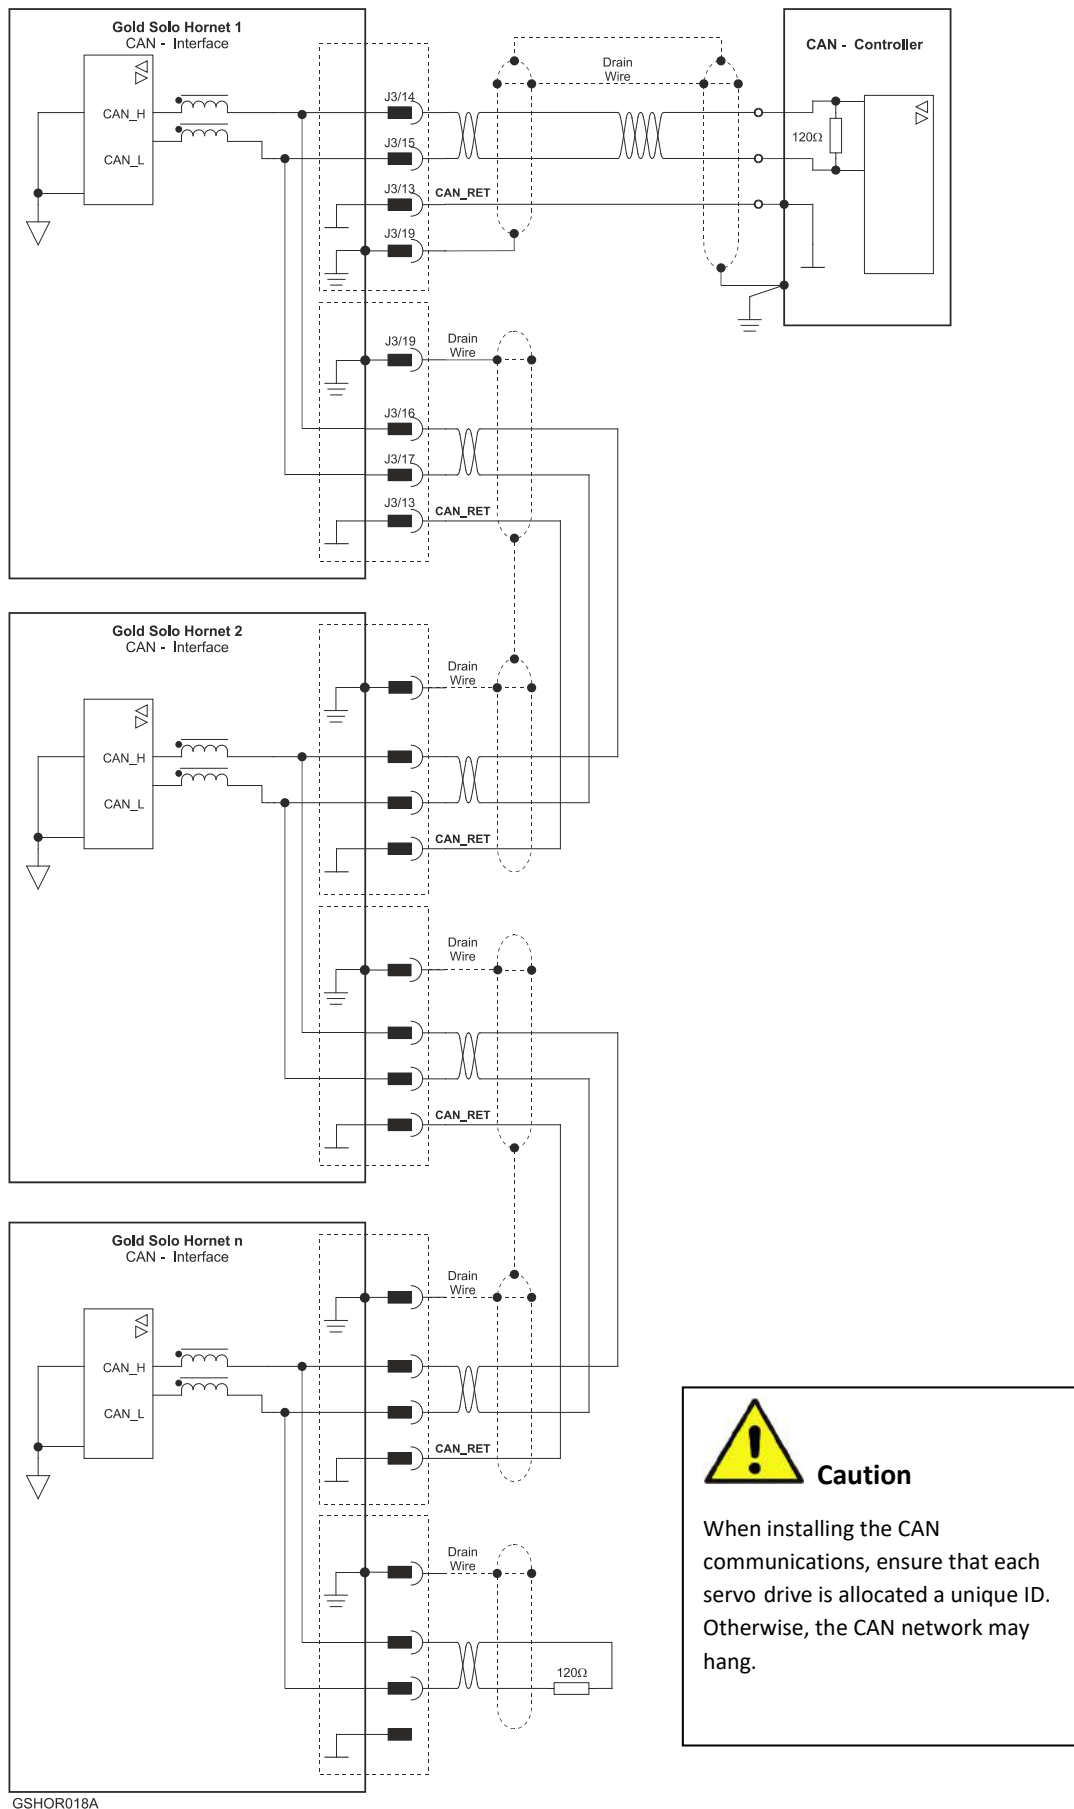 Gold Solo Hornet 1
CAN - Interface
CAN_H
CAN_L
J3/14
J3/15
J3/13
CAN_RET
J3/19
Drain
Wire
CAN - Controller
120Ω
J3/19
Drain
Wire
J3/16
J3/17
J3/13
CAN_RET
Gold Solo Hornet 2
CAN - Interface
CAN_H
CAN_L
Drain
Wire
CAN_RET
Drain
Wire
CAN_RET
Gold Solo Hornet n
CAN - Interface
CAN_H
CAN_L
Drain
Wire
CAN_RET
Drain
Wire
120Ω
Caution
When installing the CAN
communications, ensure that each
servo drive is allocated a unique ID.
Otherwise, the CAN network may
hang.
GSHOR018A